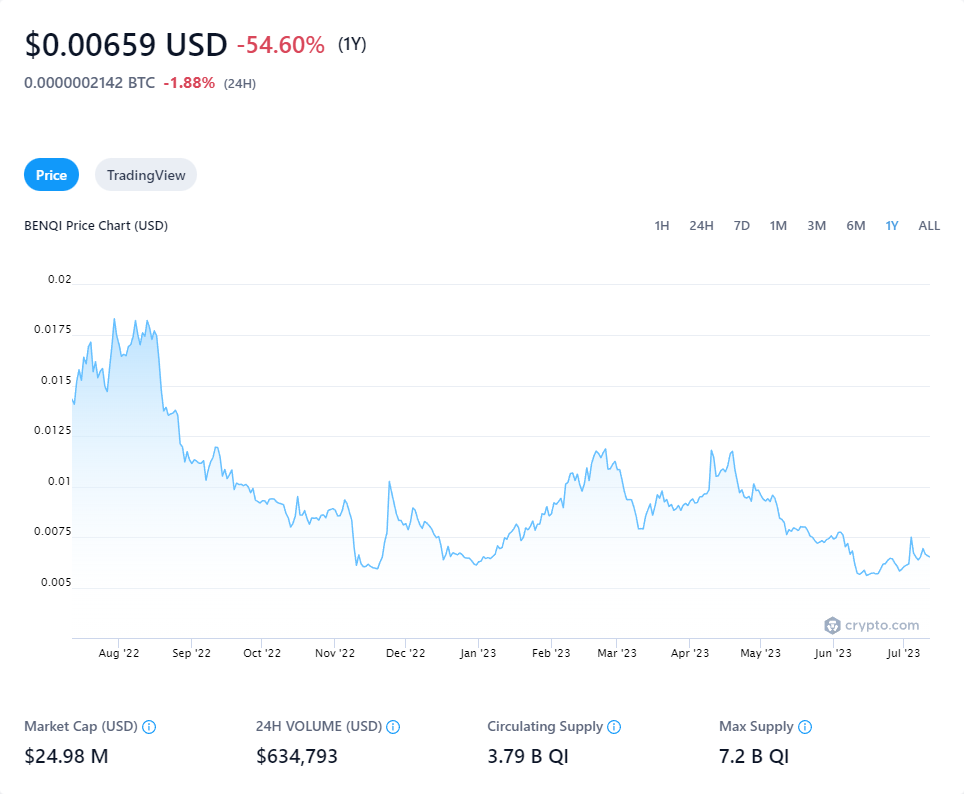 $0.00659 USD -54.60% (1Y)
0.0000002142 BTC -1.88% (24H)
Price TradingView
BENQI Price Chart (USD) 1H 24H 7D 1M 3M 6M 1Y ALL
0.02
0.0175
0.015
0.0125
0.01
0.0075
0.005
crypto.com
Aug '22 Sep '22 Oct '22 Nov '22 Dec '22 Jan '23 Feb '23 Mar '23 Apr '23 May '23 Jun '23 Jul '23
Market Cap (USD) 24H VOLUME (USD) Circulating Supply Max Supply
$24.98 M $634,793 3.79 B QI 7.2 B QI